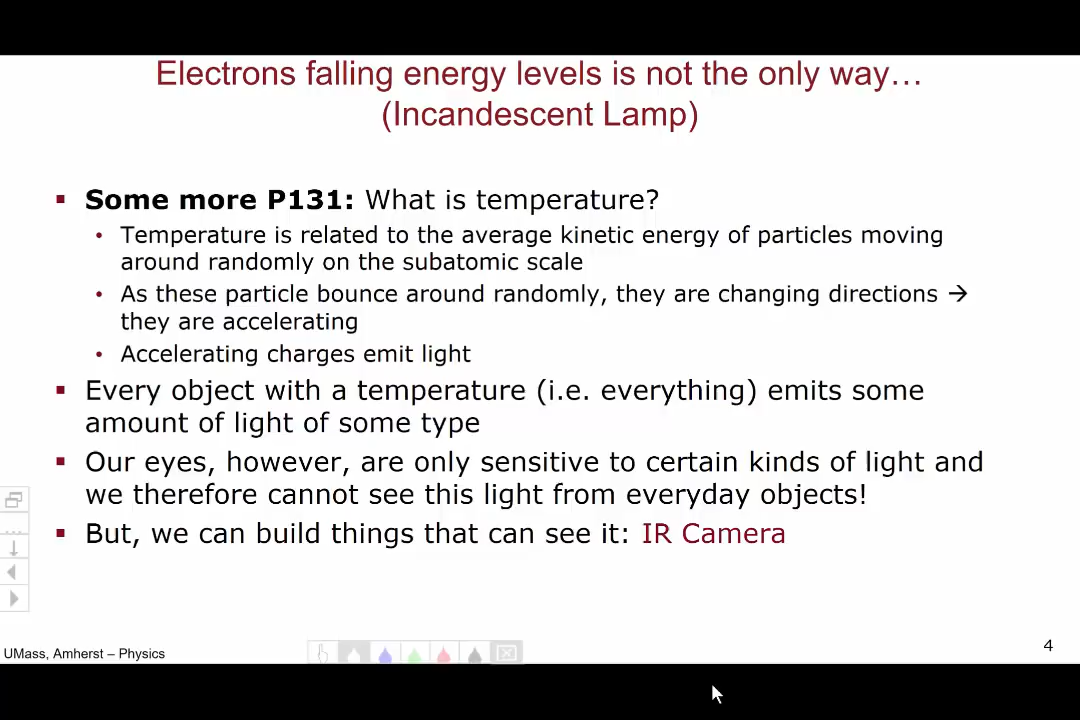 Electrons falling energy levels is not the only way…
(Incandescent Lamp)
▪ Some more P131: What is temperature?
• Temperature is related to the average kinetic energy of particles moving
around randomly on the subatomic scale
• As these particle bounce around randomly, they are changing directions →
they are accelerating
• Accelerating charges emit light
▪ Every object with a temperature (i.e. everything) emits some
amount of light of some type
▪ Our eyes, however, are only sensitive to certain kinds of light and
we therefore cannot see this light from everyday objects!
▪ But, we can build things that can see it: IR Camera
UMass, Amherst – Physics
4